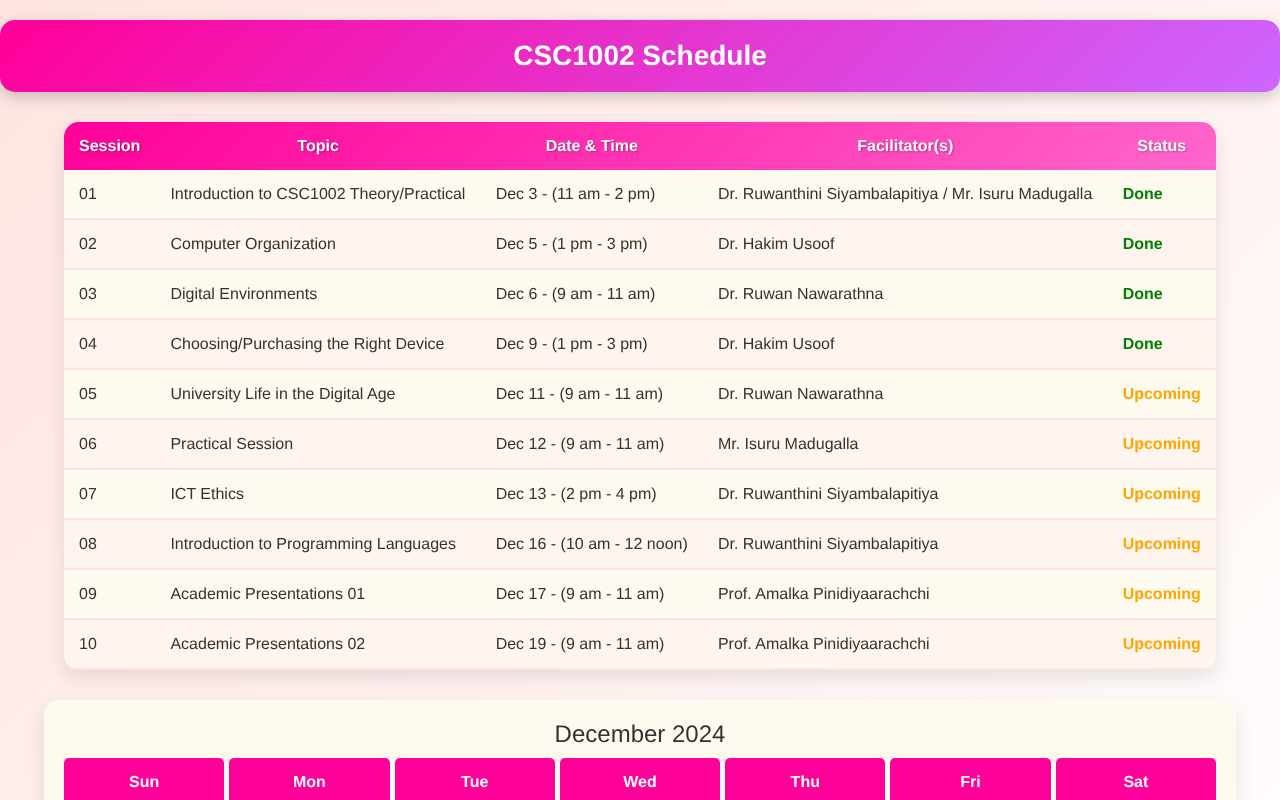 CSC1002 Schedule
Session Topic Date & Time Facilitator(s) Status
01 Introduction to CSC1002 Theory/Practical Dec 3 - (11 am - 2 pm) Dr. Ruwanthini Siyambalapitiya / Mr. Isuru Madugalla Done
02 Computer Organization Dec 5 - (1 pm - 3 pm) Dr. Hakim Usoof Done
03 Digital Environments Dec 6 - (9 am - 11 am) Dr. Ruwan Nawarathna Done
04 Choosing/Purchasing the Right Device Dec 9 - (1 pm - 3 pm) Dr. Hakim Usoof Done
05 University Life in the Digital Age Dec 11 - (9 am - 11 am) Dr. Ruwan Nawarathna Upcoming
06 Practical Session Dec 12 - (9 am - 11 am) Mr. Isuru Madugalla Upcoming
07 ICT Ethics Dec 13 - (2 pm - 4 pm) Dr. Ruwanthini Siyambalapitiya Upcoming
08 Introduction to Programming Languages Dec 16 - (10 am - 12 noon) Dr. Ruwanthini Siyambalapitiya Upcoming
09 Academic Presentations 01 Dec 17 - (9 am - 11 am) Prof. Amalka Pinidiyaarachchi Upcoming
10 Academic Presentations 02 Dec 19 - (9 am - 11 am) Prof. Amalka Pinidiyaarachchi Upcoming
December 2024
Sun Mon Tue Wed Thu Fri Sat